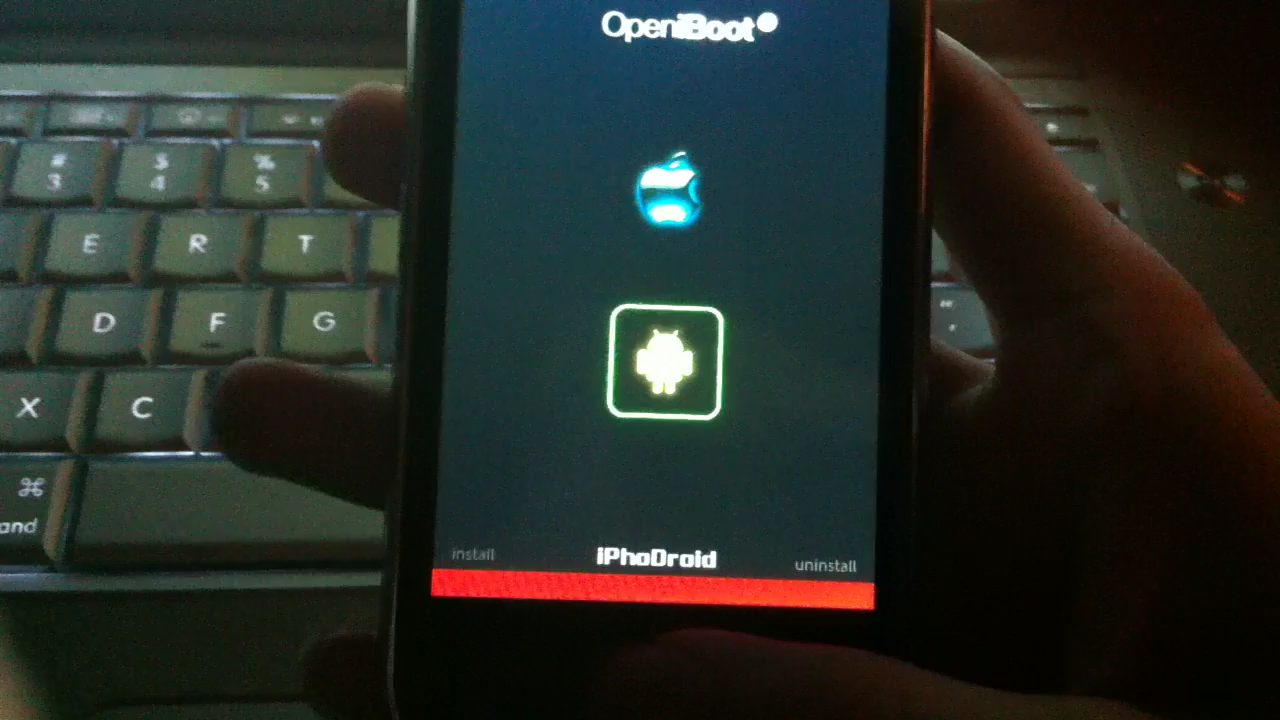 OpeniBoot
# 3
$ 4
% 5
E R T
D F G
X C
⌘
and
install iPhoDroid uninstall